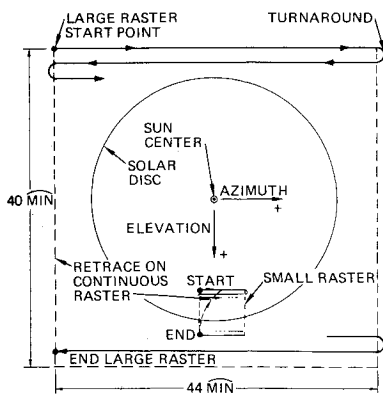 LARGE RASTER
START POINT
TURNAROUND
SUN
CENTER
SOLAR
DISC
AZIMUTH
+
40 MIN
ELEVATION
+
RETRACE ON
CONTINUOUS
RASTER
START
SMALL RASTER
END
END LARGE RASTER
44 MIN